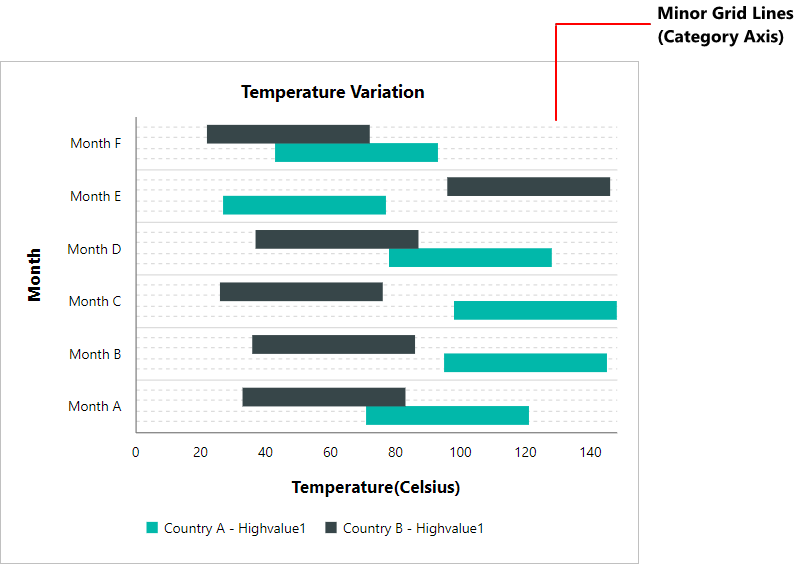 Minor Grid Lines
(Category Axis)
Temperature Variation
Month F
Month E
Month D
Month C
Month B
Month A
Month
0 20 40 60 80 100 120 140
Temperature(Celsius)
Country A - Highvalue1 Country B - Highvalue1